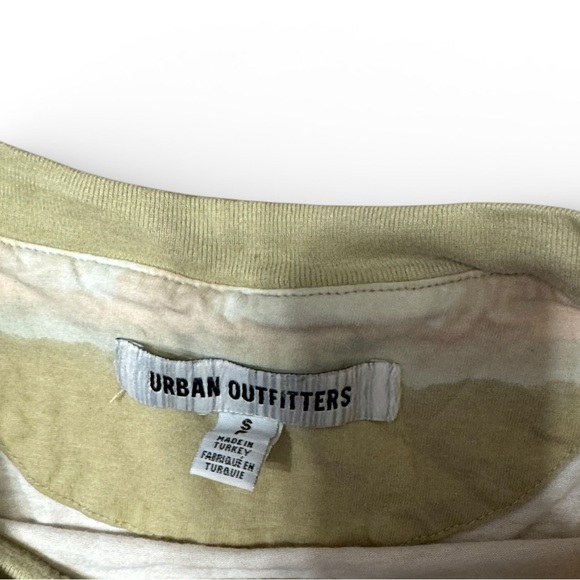 URBAN OUTFITTERS
S
MADE IN
TURKEY
FABRIQUÉ EN
TURQUIE